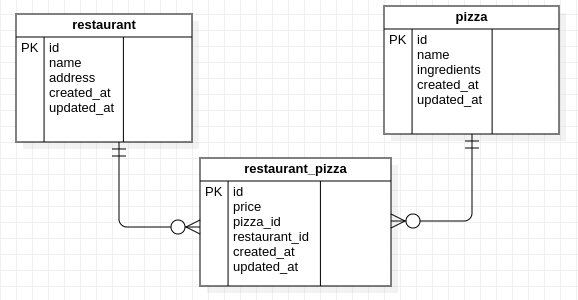 restaurant
PK id
name
address
created_at
updated_at
pizza
PK id
name
ingredients
created_at
updated_at
restaurant_pizza
PK id
price
pizza_id
restaurant_id
created_at
updated_at